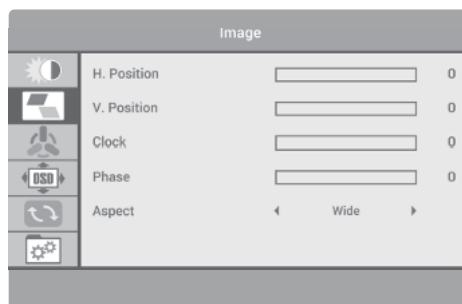 Image
H. Position 0
V. Position 0
Clock 0
Phase 0
Aspect Wide
OSD